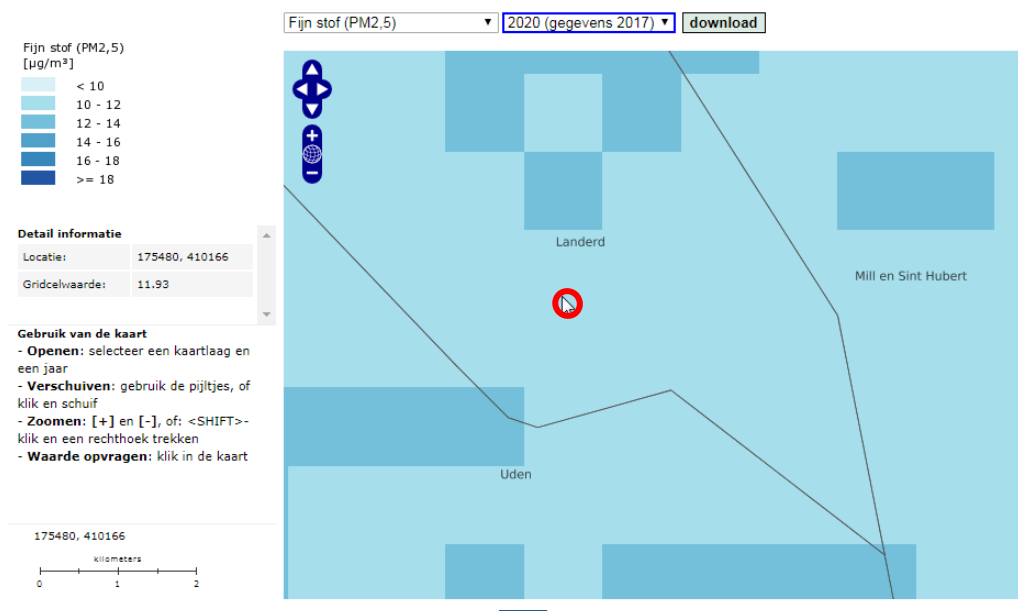 Fijn stof (PM2,5) 2020 (gegevens 2017) download
Fijn stof (PM2,5)
[µg/m³]
< 10
10 - 12
12 - 14
14 - 16
16 - 18
>= 18
Detail informatie
Locatie: 175480, 410166
Gridcelwaarde: 11.93
Gebruik van de kaart
- Openen: selecteer een kaartlaag en
een jaar
- Verschuiven: gebruik de pijltjes, of
klik en schuif
- Zoomen: [+] en [-], of: <SHIFT>-
klik en een rechthoek trekken
- Waarde opvragen: klik in de kaart
175480, 410166
kilometers
0 1 2
Landerd
Mill en Sint Hubert
Uden